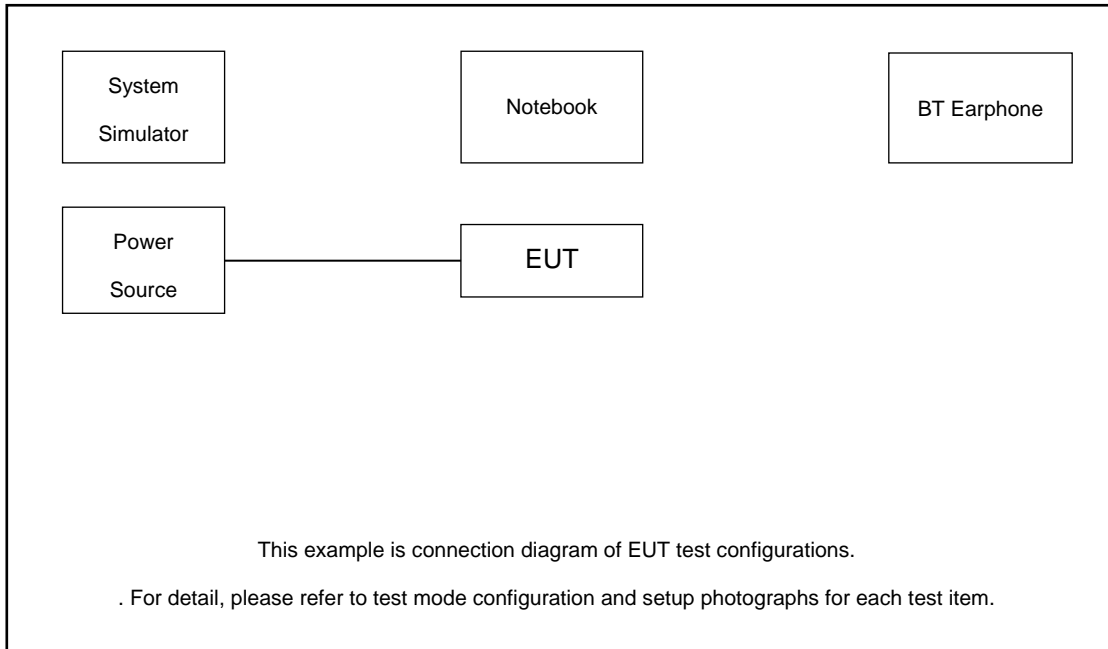 System
Simulator
Notebook
BT Earphone
Power
Source
EUT
This example is connection diagram of EUT test configurations.
. For detail, please refer to test mode configuration and setup photographs for each test item.